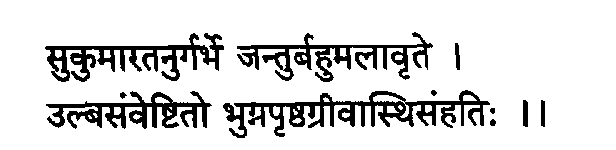 सुकुमारतनुर्गर्भे जन्तुर्बहुमलावृते ।
उल्बसंवेष्टितो भुग्नपृष्ठग्रीवास्थिसंहतिः ।।